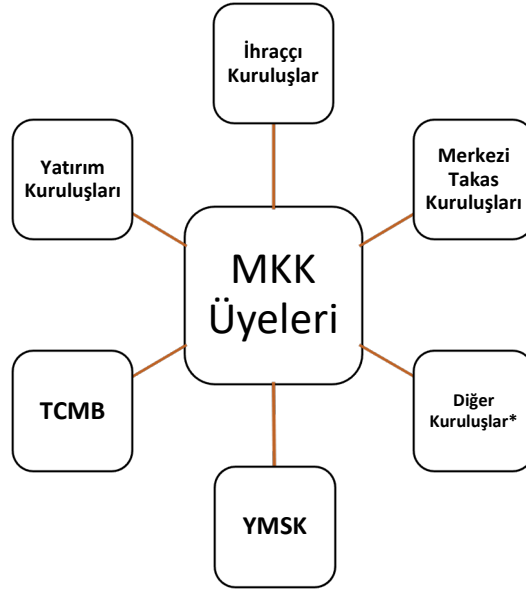 İhraççı
Kuruluşlar
Yatırım
Kuruluşları
Merkezi
Takas
Kuruluşları
MKK
Üyeleri
TCMB
Diğer
Kuruluşlar*
YMSK